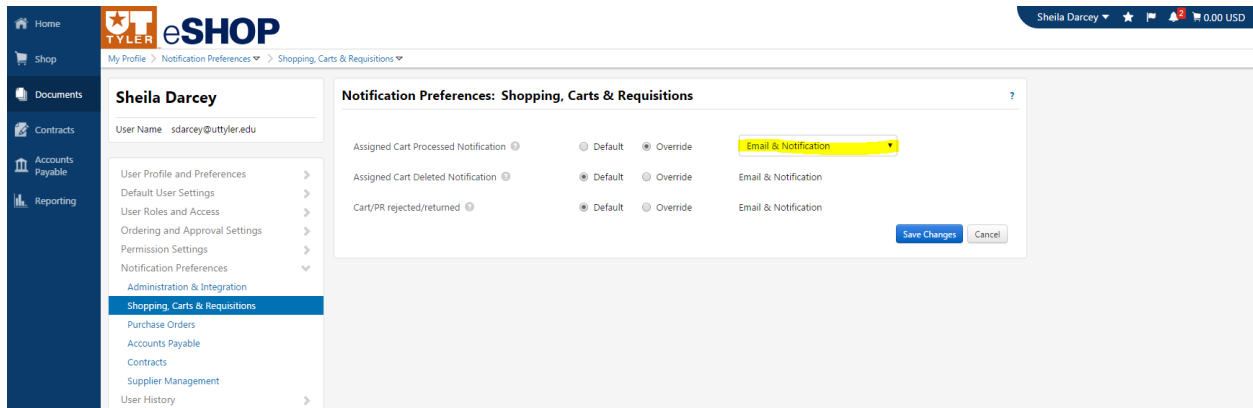 Home
Shop
Documents
Contracts
Accounts Payable
Reporting
UT TYLER eSHOP
Sheila Darcey 2 0.00 USD
My Profile > Notification Preferences > Shopping, Carts & Requisitions
Sheila Darcey
User Name sdarcey@uttyler.edu
User Profile and Preferences >
Default User Settings >
User Roles and Access >
Ordering and Approval Settings >
Permission Settings >
Notification Preferences
Administration & Integration
Shopping, Carts & Requisitions
Purchase Orders
Accounts Payable
Contracts
Supplier Management
User History >
Notification Preferences: Shopping, Carts & Requisitions ?
Assigned Cart Processed Notification ? Default Override Email & Notification
Assigned Cart Deleted Notification ? Default Override Email & Notification
Cart/PR rejected/returned ? Default Override Email & Notification
Save Changes Cancel